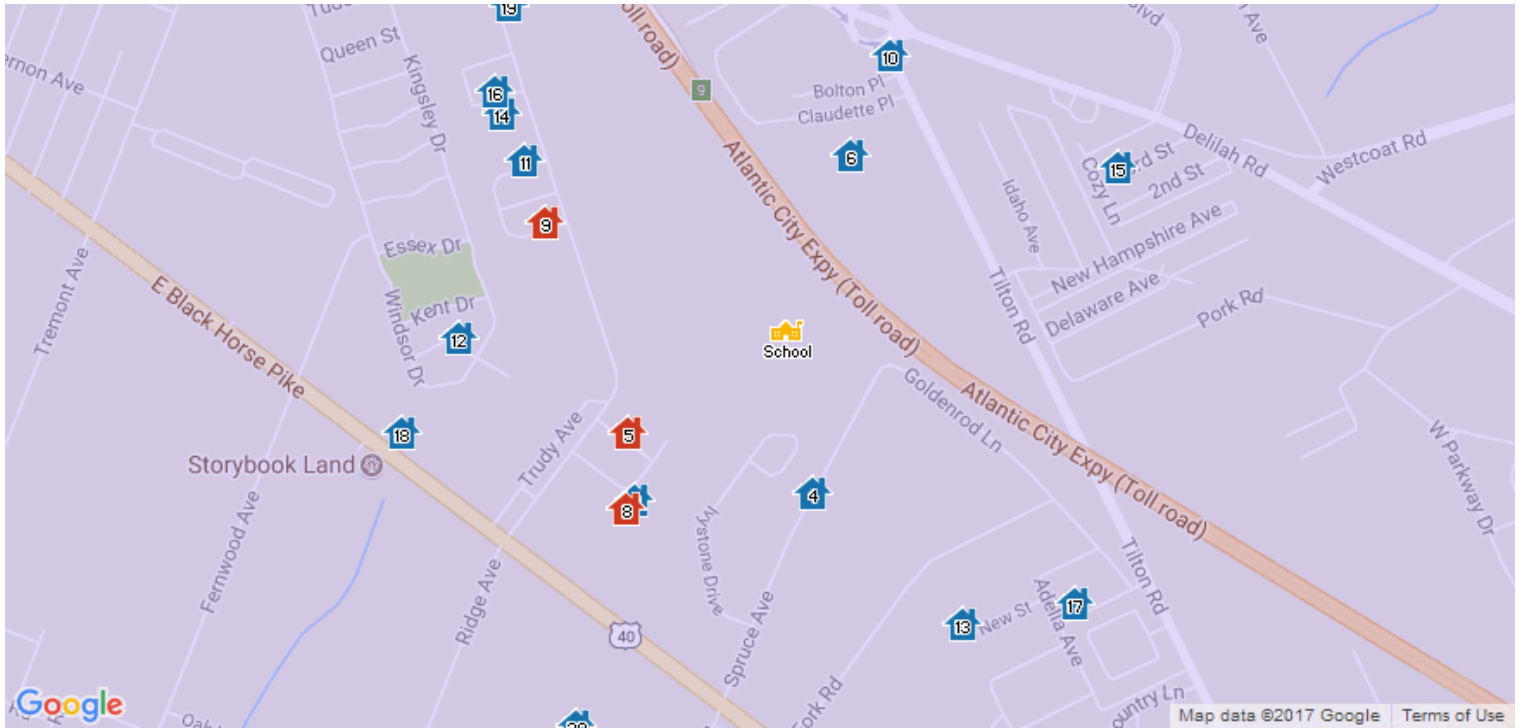 19
Queen St
Kingsley Dr
10
Bolton Pl
Claudette Pl
16
14
9
11
6
15
2nd St
Cozy Ln
Delilah Rd
Westcoat Rd
Idaho Ave
Atlantic City Expy (Toll road)
9
Essex Dr
Kent Dr
Windsor Dr
Tremont Ave
E Black Horse Pike
New Hampshire Ave
Delaware Ave
Pork Rd
Tilton Rd
12
School
Goldenrod Ln
Atlantic City Expy (Toll road)
18
5
Storybook Land
Trudy Ave
W Parkway Dr
4
8
Ivystone Drive
Fernwood Ave
Ridge Ave
Tilton Rd
Adelia Ave
17
New St
13
40
Spruce Ave
Fork Rd
Google
Map data ©2017 Google
Terms of Use